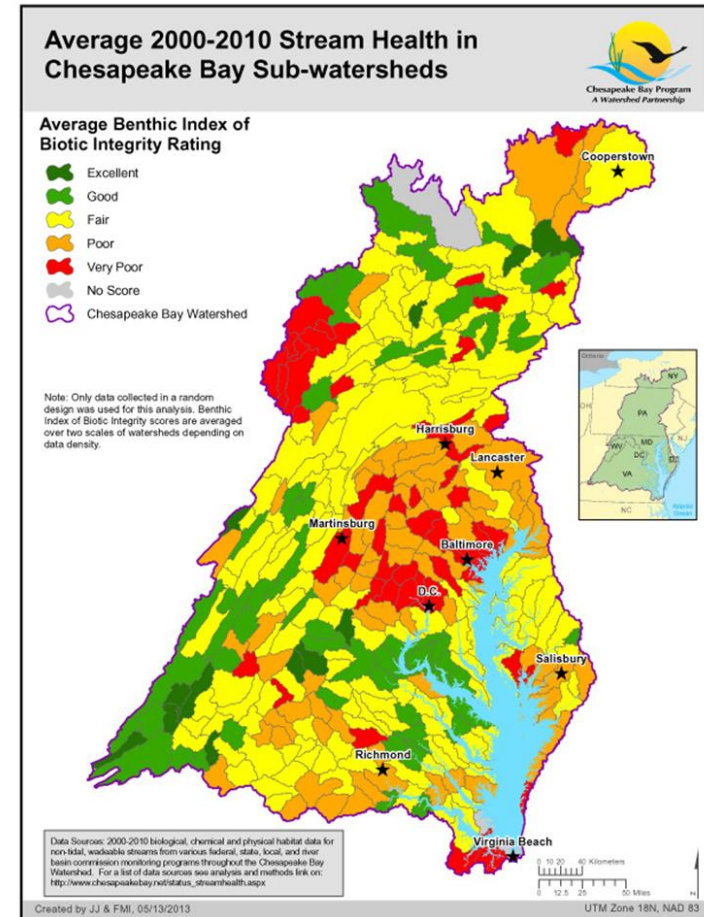 Average 2000-2010 Stream Health in
Chesapeake Bay Sub-watersheds
Chesapeake Bay Program
A Watershed Partnership
Average Benthic Index of
Biotic Integrity Rating
Excellent
Good
Fair
Poor
Very Poor
No Score
Chesapeake Bay Watershed
Note: Only data collected in a random
design was used for this analysis. Benthic
Index of Biotic Integrity scores are averaged
over two scales of watersheds depending on
data density.
Cooperstown
Harrisburg
Lancaster
Martinsburg
Baltimore
D.C.
Salisbury
Richmond
Virginia Beach
Ontario
NY
PA
OH
NJ
MD
WV
DC
VA
NC
Atlantic
Ocean
Data Sources: 2000-2010 biological, chemical and physical habitat data for
non-tidal, wadeable streams from various federal, state, local, and river
basin commission monitoring programs throughout the Chesapeake Bay
Watershed. For a list of data sources see analysis and methods link on:
http://www.chesapeakebay.net/status_streamhealth.aspx
0 10 20 40 Kilometers
0 12.5 25 50 Miles
N
Created by JJ & FMI, 05/13/2013
UTM Zone 18N, NAD 83